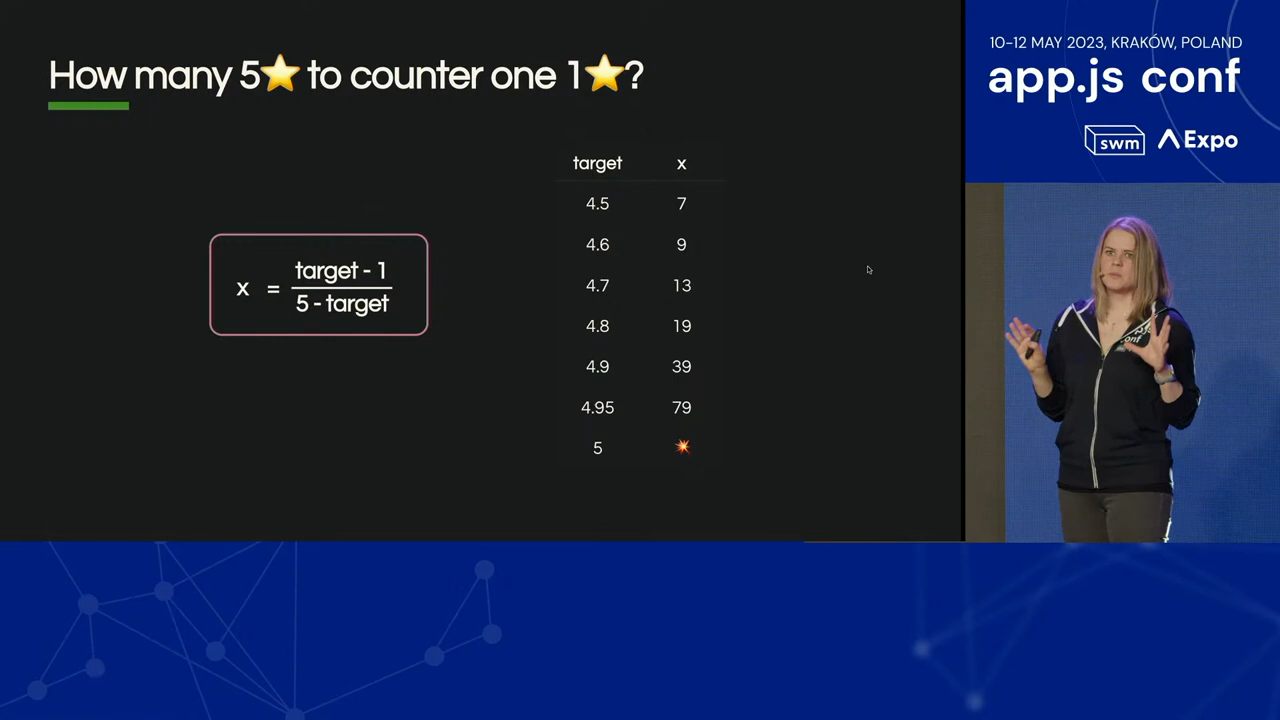 How many 5⭐ to counter one 1⭐?
x = target - 1
5 - target
target x
4.5 7
4.6 9
4.7 13
4.8 19
4.9 39
4.95 79
5 💥
10-12 MAY 2023, KRAKÓW, POLAND
app.js conf
swm Expo